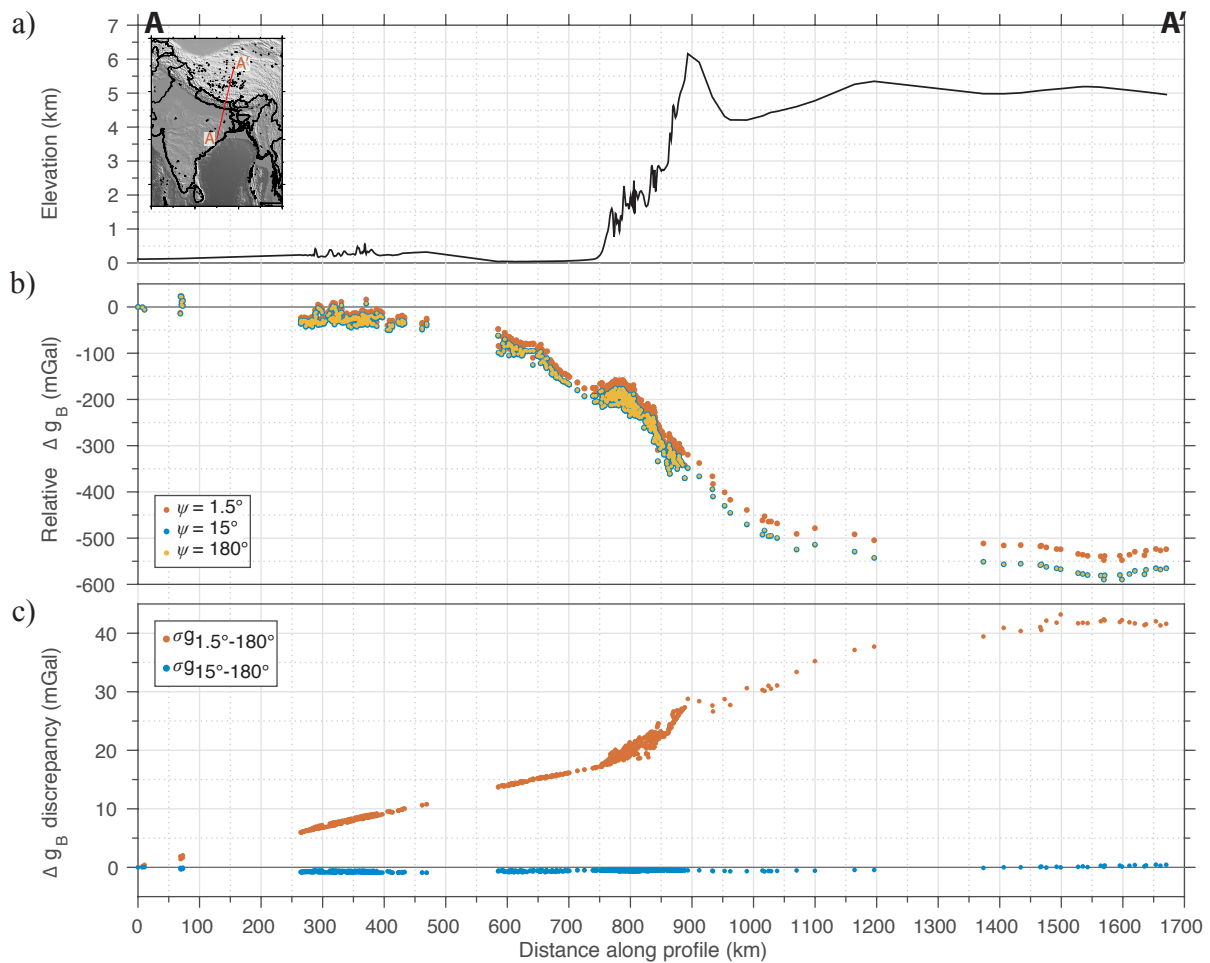 a)
A
A'
7
6
5
4
3
2
1
0
Elevation (km)
A'
A
b)
0
-100
-200
-300
-400
-500
-600
Relative Δ g_B (mGal)
ψ = 1.5°
ψ = 15°
ψ = 180°
c)
40
30
20
10
0
Δ g_B discrepancy (mGal)
σg_1.5°-180°
σg_15°-180°
0 100 200 300 400 500 600 700 800 900 1000 1100 1200 1300 1400 1500 1600 1700
Distance along profile (km)